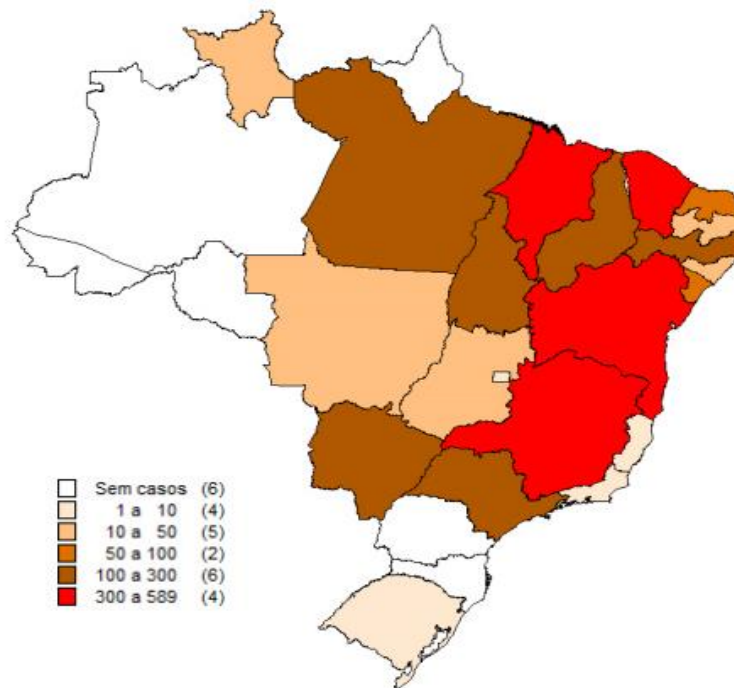 Sem casos (6)
1 a 10 (4)
10 a 50 (5)
50 a 100 (2)
100 a 300 (6)
300 a 589 (4)